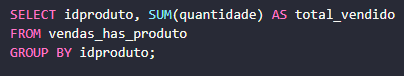 SELECT idproduto, SUM(quantidade) AS total_vendido
FROM vendas_has_produto
GROUP BY idproduto;